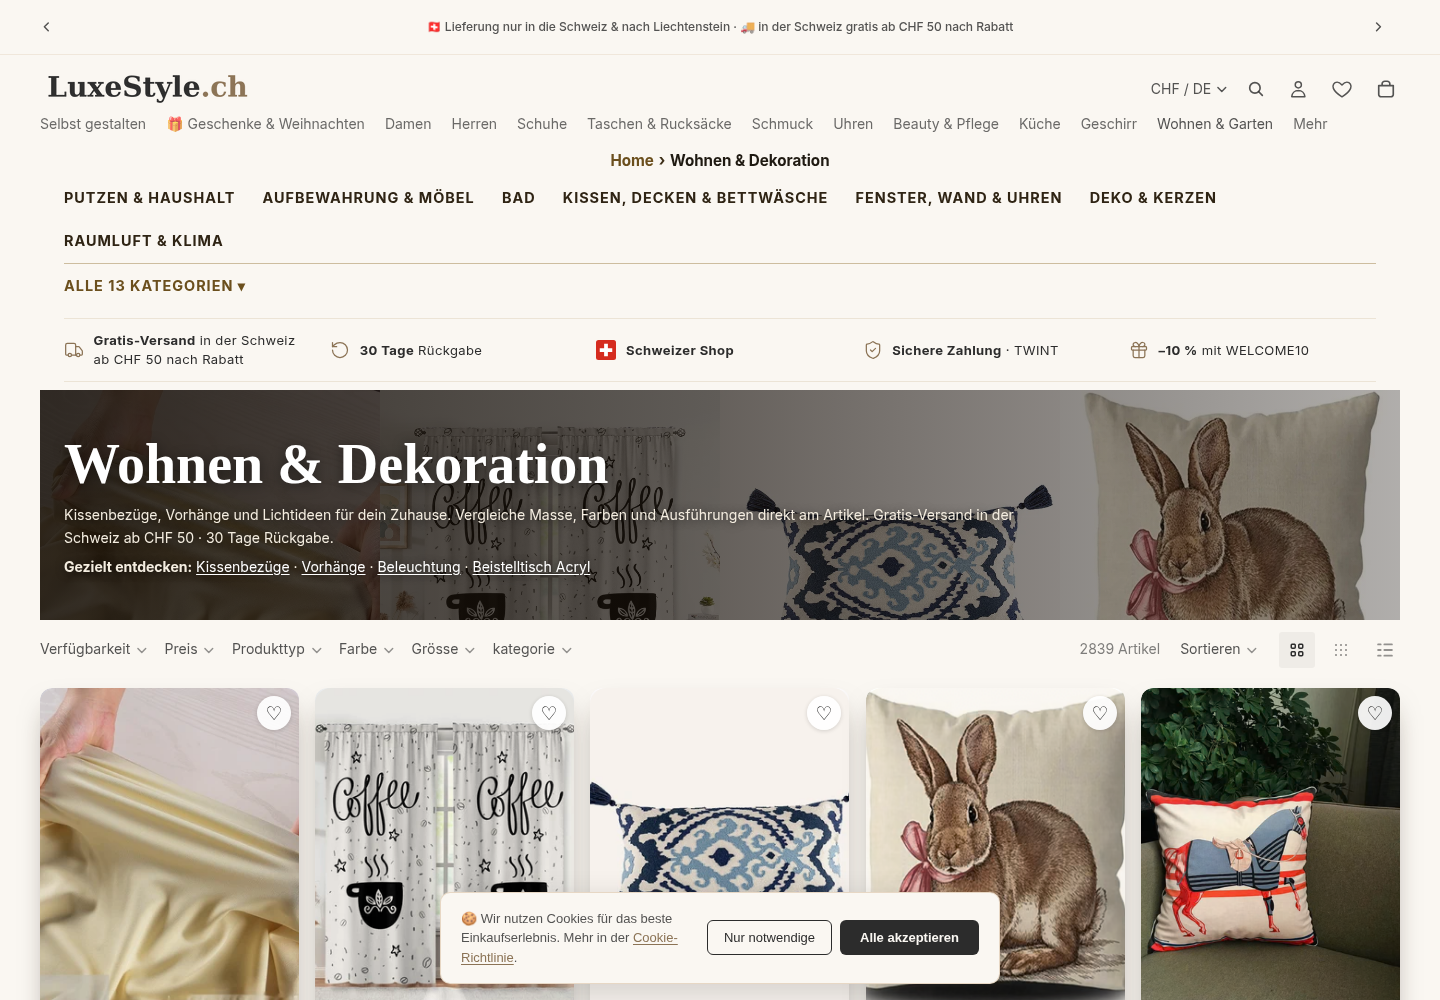 🇨🇭 Lieferung nur in die Schweiz & nach Liechtenstein · 🚚 in der Schweiz gratis ab CHF 50 nach Rabatt
LuxeStyle.ch
CHF / DE
Selbst gestalten 🎁 Geschenke & Weihnachten Damen Herren Schuhe Taschen & Rucksäcke Schmuck Uhren Beauty & Pflege Küche Geschirr Wohnen & Garten Mehr
Home › Wohnen & Dekoration
PUTZEN & HAUSHALT AUFBEWAHRUNG & MÖBEL BAD KISSEN, DECKEN & BETTWÄSCHE FENSTER, WAND & UHREN DEKO & KERZEN
RAUMLUFT & KLIMA
ALLE 13 KATEGORIEN ▾
Gratis-Versand in der Schweiz
ab CHF 50 nach Rabatt
30 Tage Rückgabe
Schweizer Shop
Sichere Zahlung · TWINT
–10 % mit WELCOME10
Wohnen & Dekoration
Kissenbezüge, Vorhänge und Lichtideen für dein Zuhause. Vergleiche Masse, Farben und Ausführungen direkt am Artikel. Gratis-Versand in der
Schweiz ab CHF 50 · 30 Tage Rückgabe.
Gezielt entdecken: Kissenbezüge · Vorhänge · Beleuchtung · Beistelltisch Acryl
Coffee Coffee
Verfügbarkeit Preis Produkttyp Farbe Grösse kategorie
2839 Artikel Sortieren
Coffee Coffee
🍪 Wir nutzen Cookies für das beste
Einkaufserlebnis. Mehr in der Cookie-
Richtlinie.
Nur notwendige
Alle akzeptieren